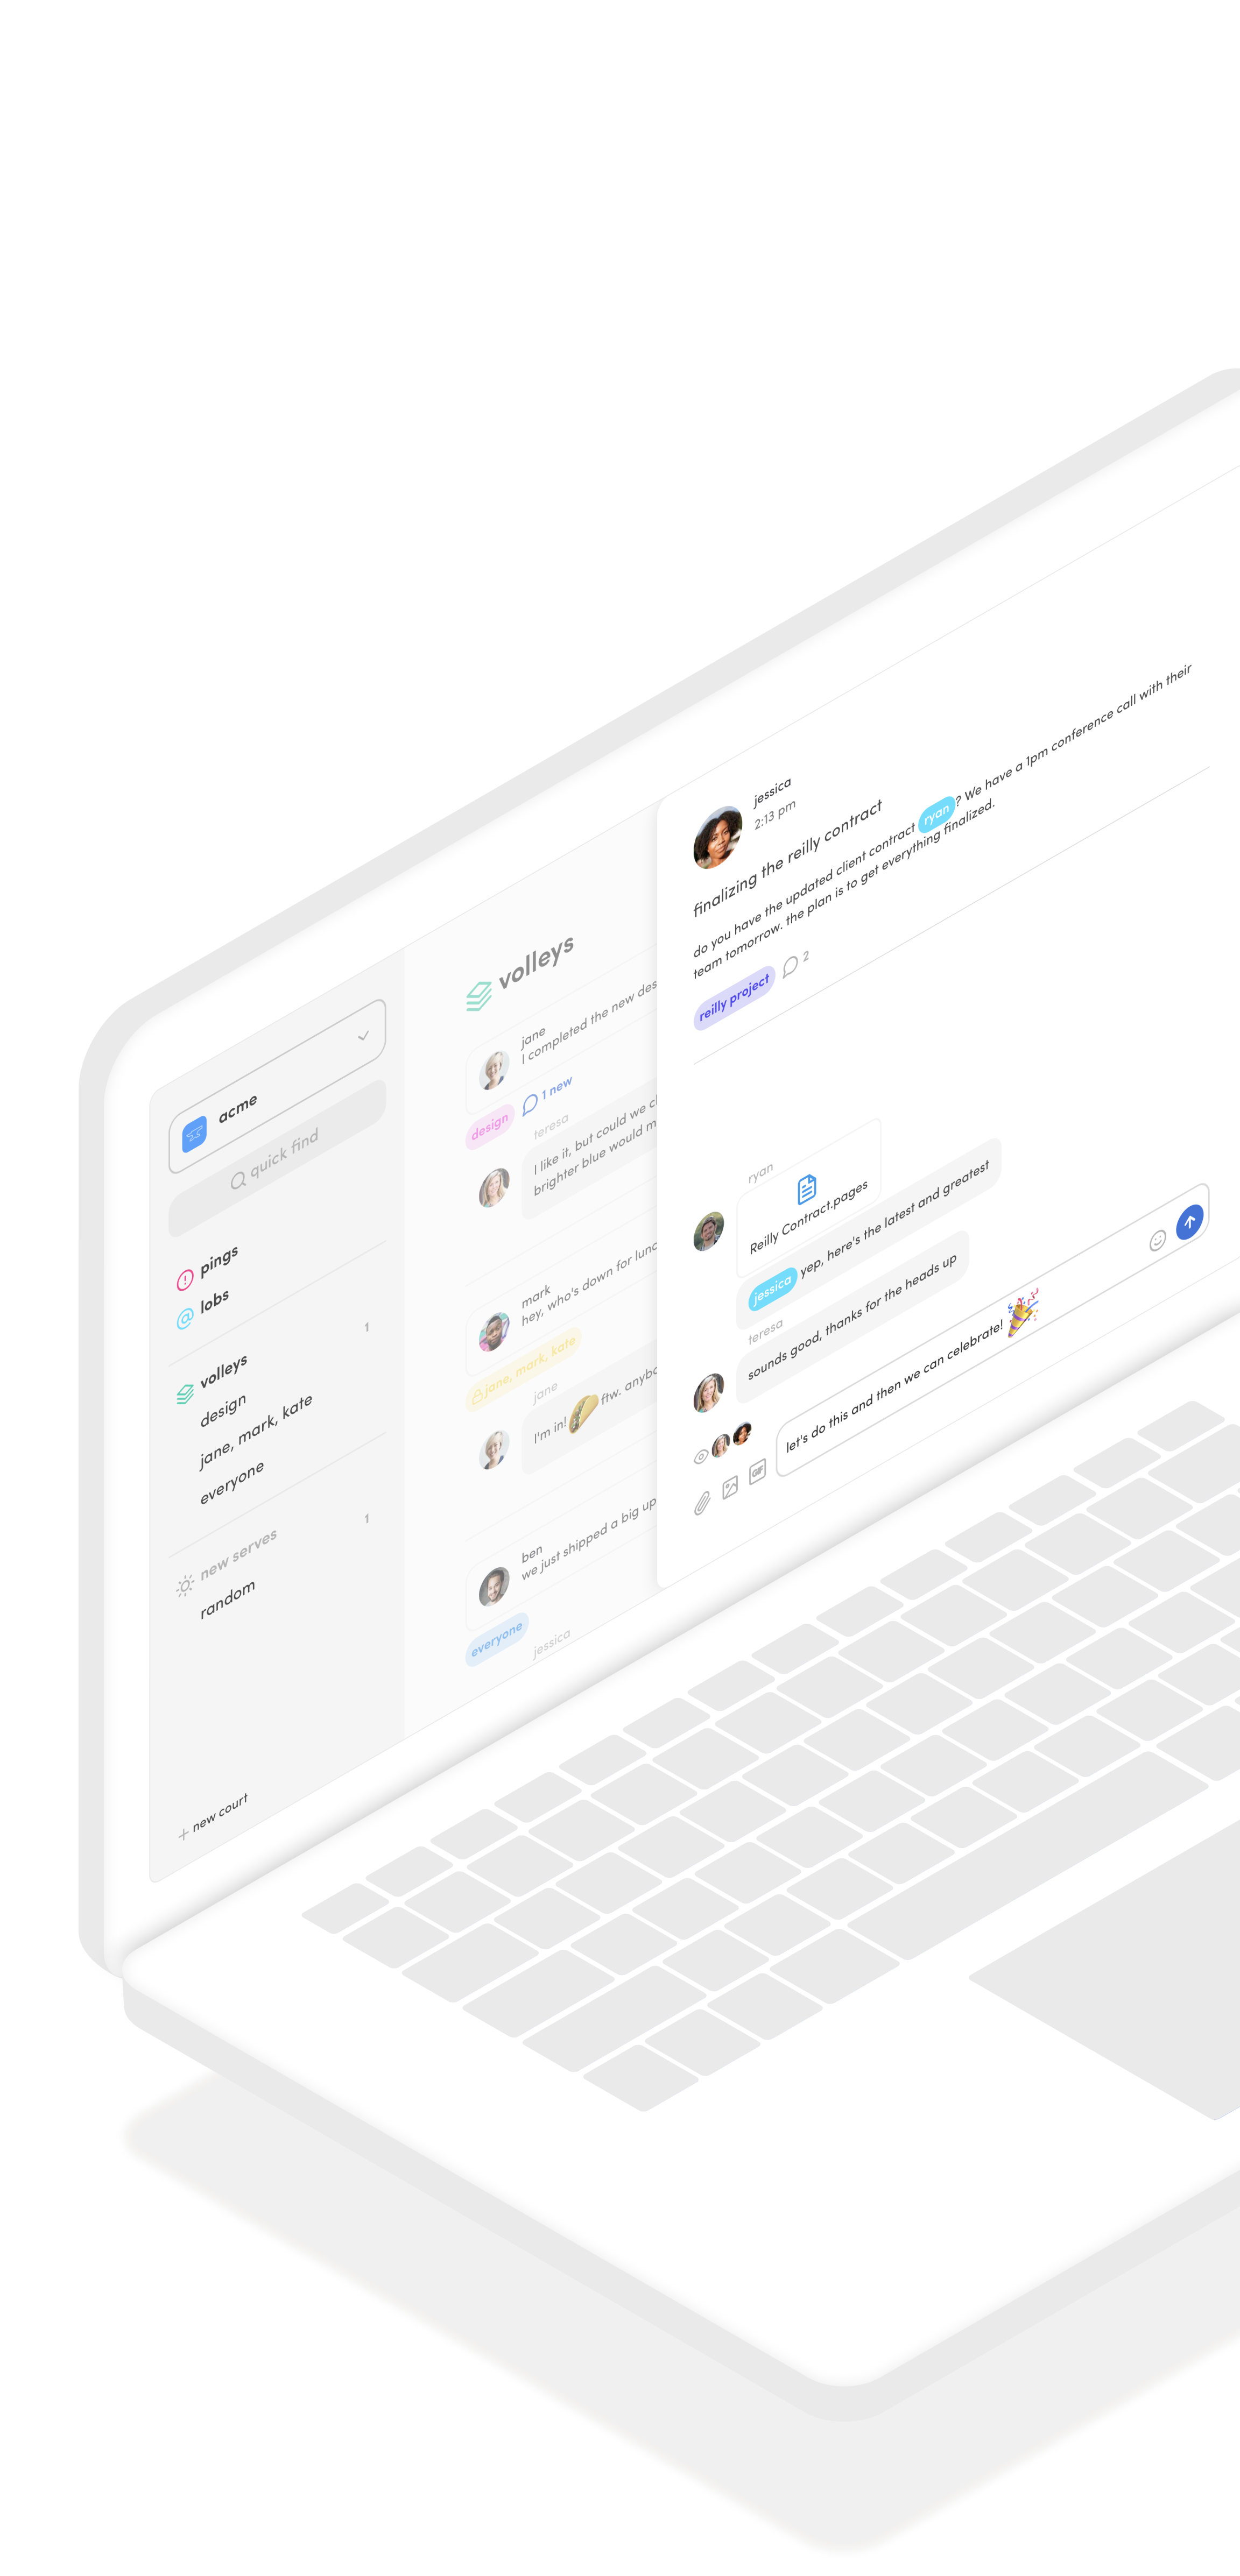 acme
quick find
pings
lobs
1
volleys
design
jane, mark, kate
everyone
1
new serves
random
new court
volleys
jane
I completed the new des
design
1 new
teresa
I like it, but could we
brighter blue would m
mark
hey, who's down for lunc
jane, mark, kate
jane
I'm in! ftw. anybo
ben
we just shipped a big up
everyone
jessica
jessica
2:13 pm
finalizing the reilly contract
do you have the updated client contract ryan? We have a 1pm conference call with their
team tomorrow. the plan is to get everything finalized.
reilly project
2
ryan
Reilly Contract.pages
jessica yep, here's the latest and greatest
teresa
sounds good, thanks for the heads up
let's do this and then we can celebrate!
GIF